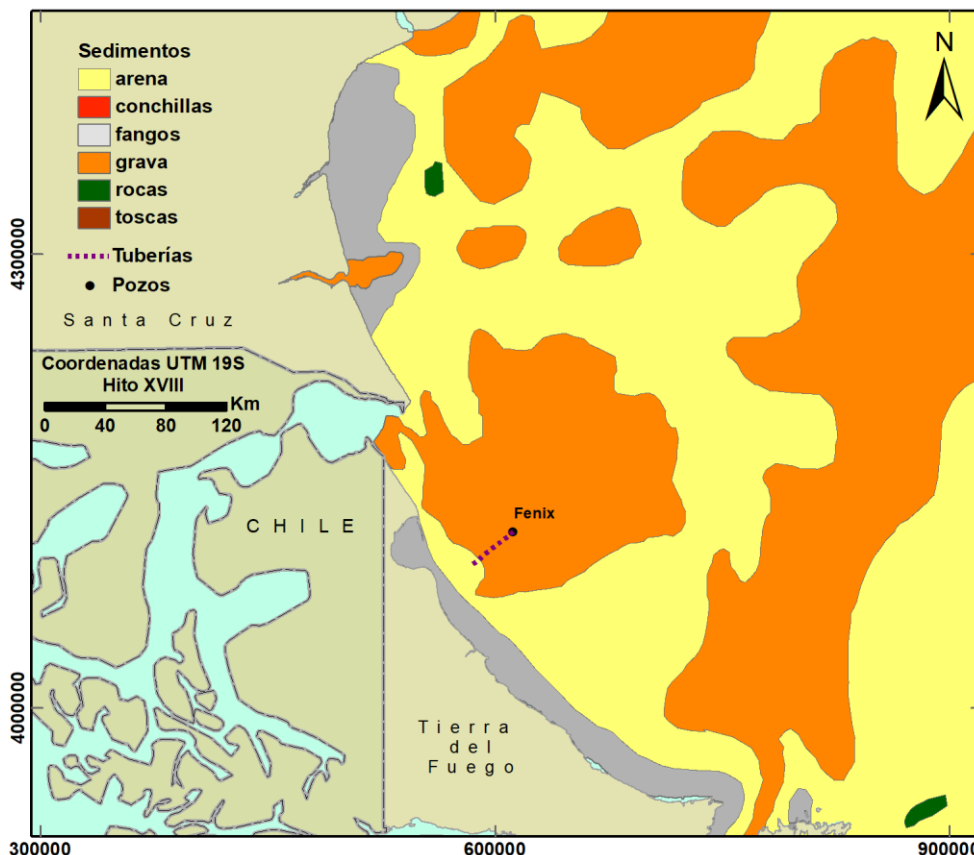 Sedimentos
arena
conchillas
fangos
grava
rocas
toscas
Tuberías
Pozos
Santa Cruz
Coordenadas UTM 19S
Hito XVIII
Km
0 40 80 120
N
CHILE
Fenix
Tierra
del
Fuego
4300000
4000000
300000 600000 900000